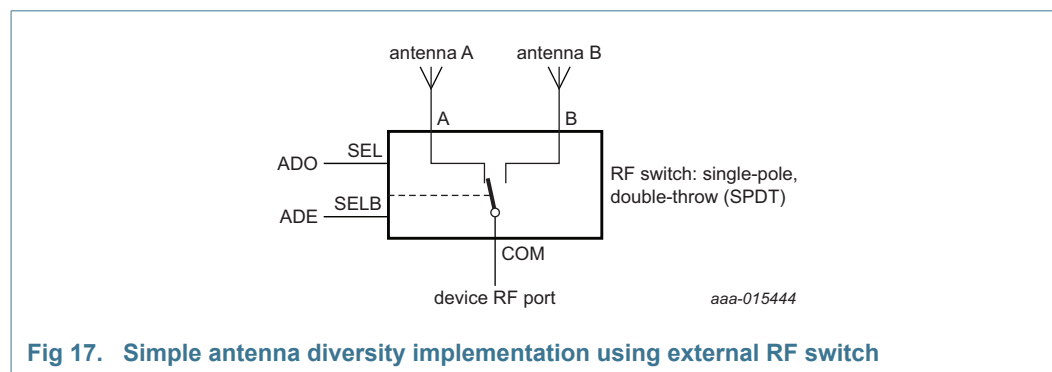 antenna A
antenna B
A
B
ADO
SEL
RF switch: single-pole,
double-throw (SPDT)
ADE
SELB
COM
device RF port
aaa-015444
Fig 17. Simple antenna diversity implementation using external RF switch